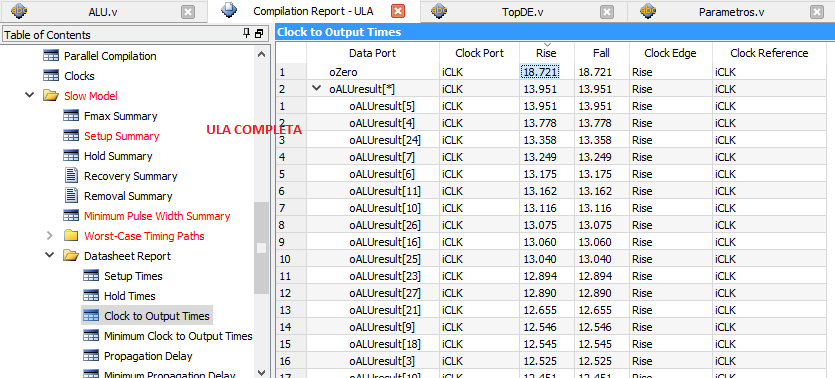 ALU.v Compilation Report - ULA TopDE.v Parametros.v
Table of Contents
Parallel Compilation
Clocks
Slow Model
Fmax Summary
Setup Summary
ULA COMPLETA
Hold Summary
Recovery Summary
Removal Summary
Minimum Pulse Width Summary
Worst-Case Timing Paths
Datasheet Report
Setup Times
Hold Times
Clock to Output Times
Minimum Clock to Output Times
Propagation Delay
Minimum Propagation Delay
Clock to Output Times
Data Port Clock Port Rise Fall Clock Edge Clock Reference
1 oZero iCLK 18.721 18.721 Rise iCLK
2 oALUresult[*] iCLK 13.951 13.951 Rise iCLK
1 oALUresult[5] iCLK 13.951 13.951 Rise iCLK
2 oALUresult[4] iCLK 13.778 13.778 Rise iCLK
3 oALUresult[24] iCLK 13.358 13.358 Rise iCLK
4 oALUresult[7] iCLK 13.249 13.249 Rise iCLK
5 oALUresult[6] iCLK 13.175 13.175 Rise iCLK
6 oALUresult[11] iCLK 13.162 13.162 Rise iCLK
7 oALUresult[10] iCLK 13.116 13.116 Rise iCLK
8 oALUresult[26] iCLK 13.075 13.075 Rise iCLK
9 oALUresult[16] iCLK 13.060 13.060 Rise iCLK
10 oALUresult[25] iCLK 13.040 13.040 Rise iCLK
11 oALUresult[23] iCLK 12.894 12.894 Rise iCLK
12 oALUresult[27] iCLK 12.890 12.890 Rise iCLK
13 oALUresult[21] iCLK 12.655 12.655 Rise iCLK
14 oALUresult[9] iCLK 12.546 12.546 Rise iCLK
15 oALUresult[18] iCLK 12.545 12.545 Rise iCLK
16 oALUresult[3] iCLK 12.525 12.525 Rise iCLK
17 oALUresult[19] iCLK 12.451 12.451 Rise iCLK